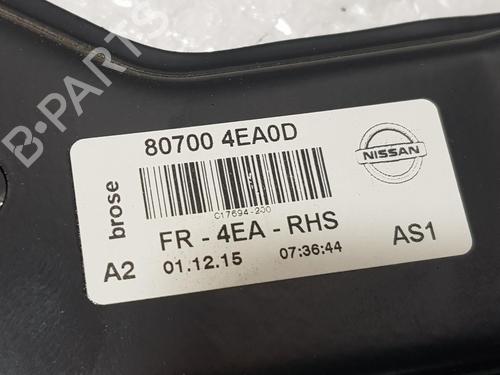 B-PARTS
80700 4EA0D
NISSAN
brose
C17694-200
FR - 4EA - RHS
A2 01.12.15 07:36:44 AS1